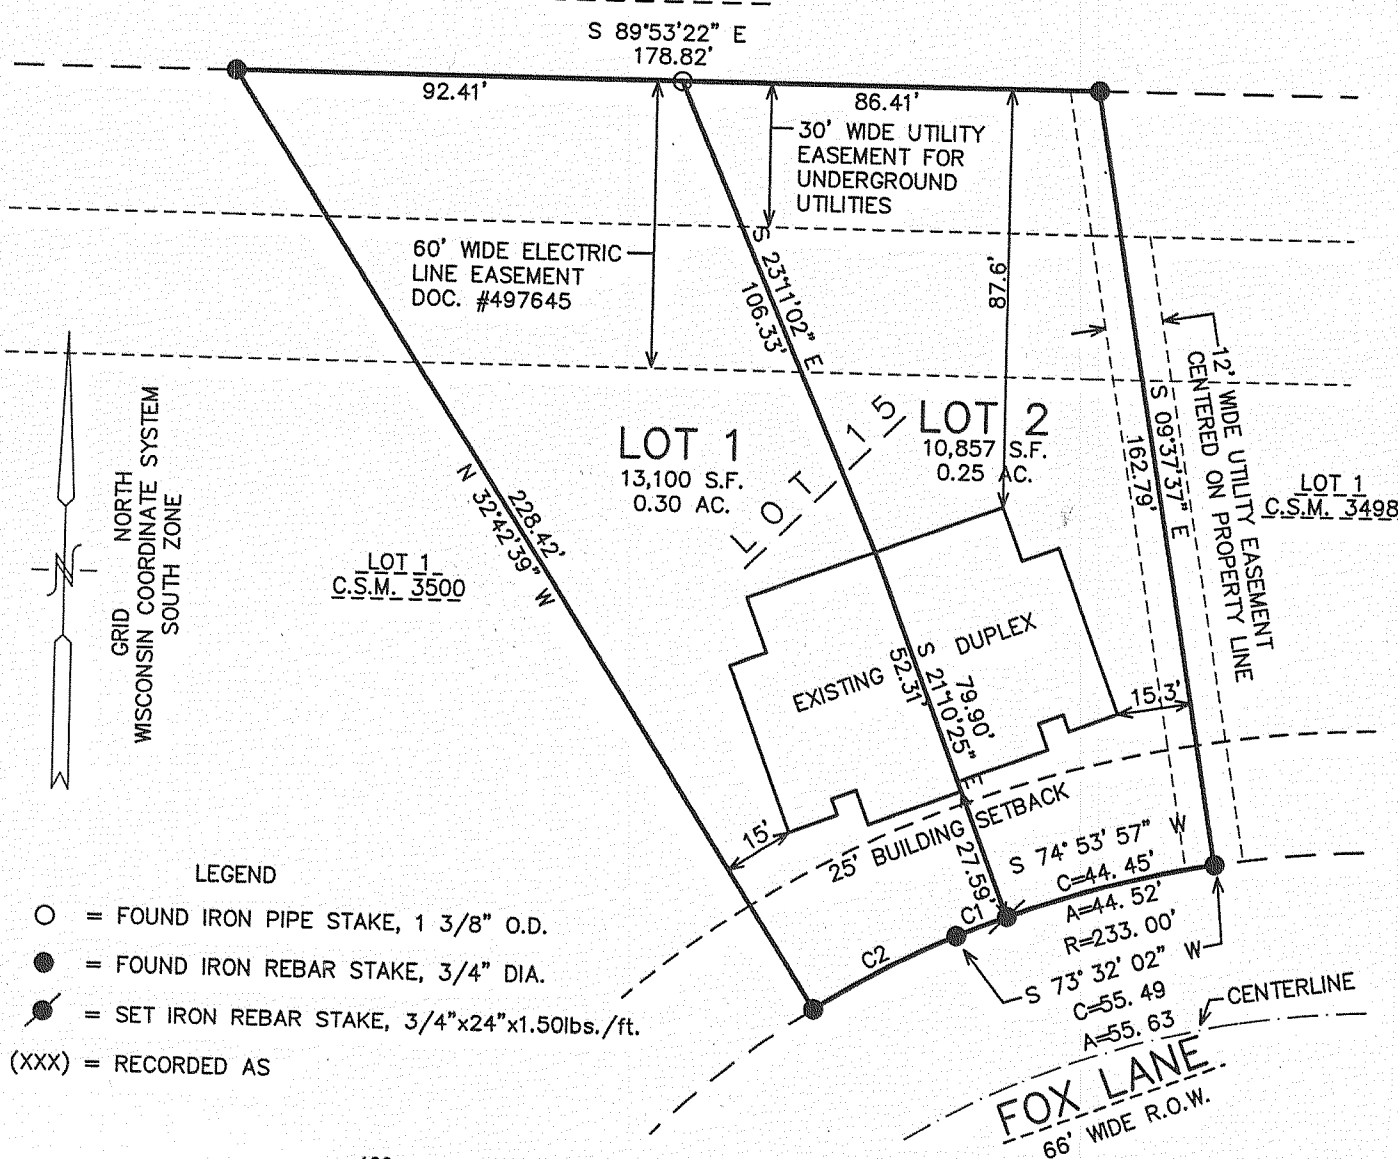 S 89°53'22" E
178.82'
92.41'
86.41'
30' WIDE UTILITY
EASEMENT FOR
UNDERGROUND
UTILITIES
60' WIDE ELECTRIC
LINE EASEMENT
DOC. #497645
S 23°11'02" E
106.33'
87.6'
12' WIDE UTILITY EASEMENT
CENTERED ON PROPERTY LINE
S 09°37'37" E
162.79'
GRID NORTH
WISCONSIN COORDINATE SYSTEM
SOUTH ZONE
N
LOT 1
13,100 S.F.
0.30 AC.
LOT 15
LOT 2
10,857 S.F.
0.25 AC.
LOT 1
C.S.M. 3498
228.42'
N 32°42'39" W
LOT 1
C.S.M. 3500
EXISTING DUPLEX
79.90'
S 21°10'25" E
52.31'
15.3'
15'
25' BUILDING SETBACK
27.59'
S 74° 53' 57" W
C=44.45'
A=44.52'
R=233.00'
C1
C2
S 73° 32' 02" W
C=55.49
A=55.63
CENTERLINE
FOX LANE
66' WIDE R.O.W.
LEGEND
= FOUND IRON PIPE STAKE, 1 3/8" O.D.
= FOUND IRON REBAR STAKE, 3/4" DIA.
= SET IRON REBAR STAKE, 3/4"x24"x1.50lbs./ft.
(XXX) = RECORDED AS